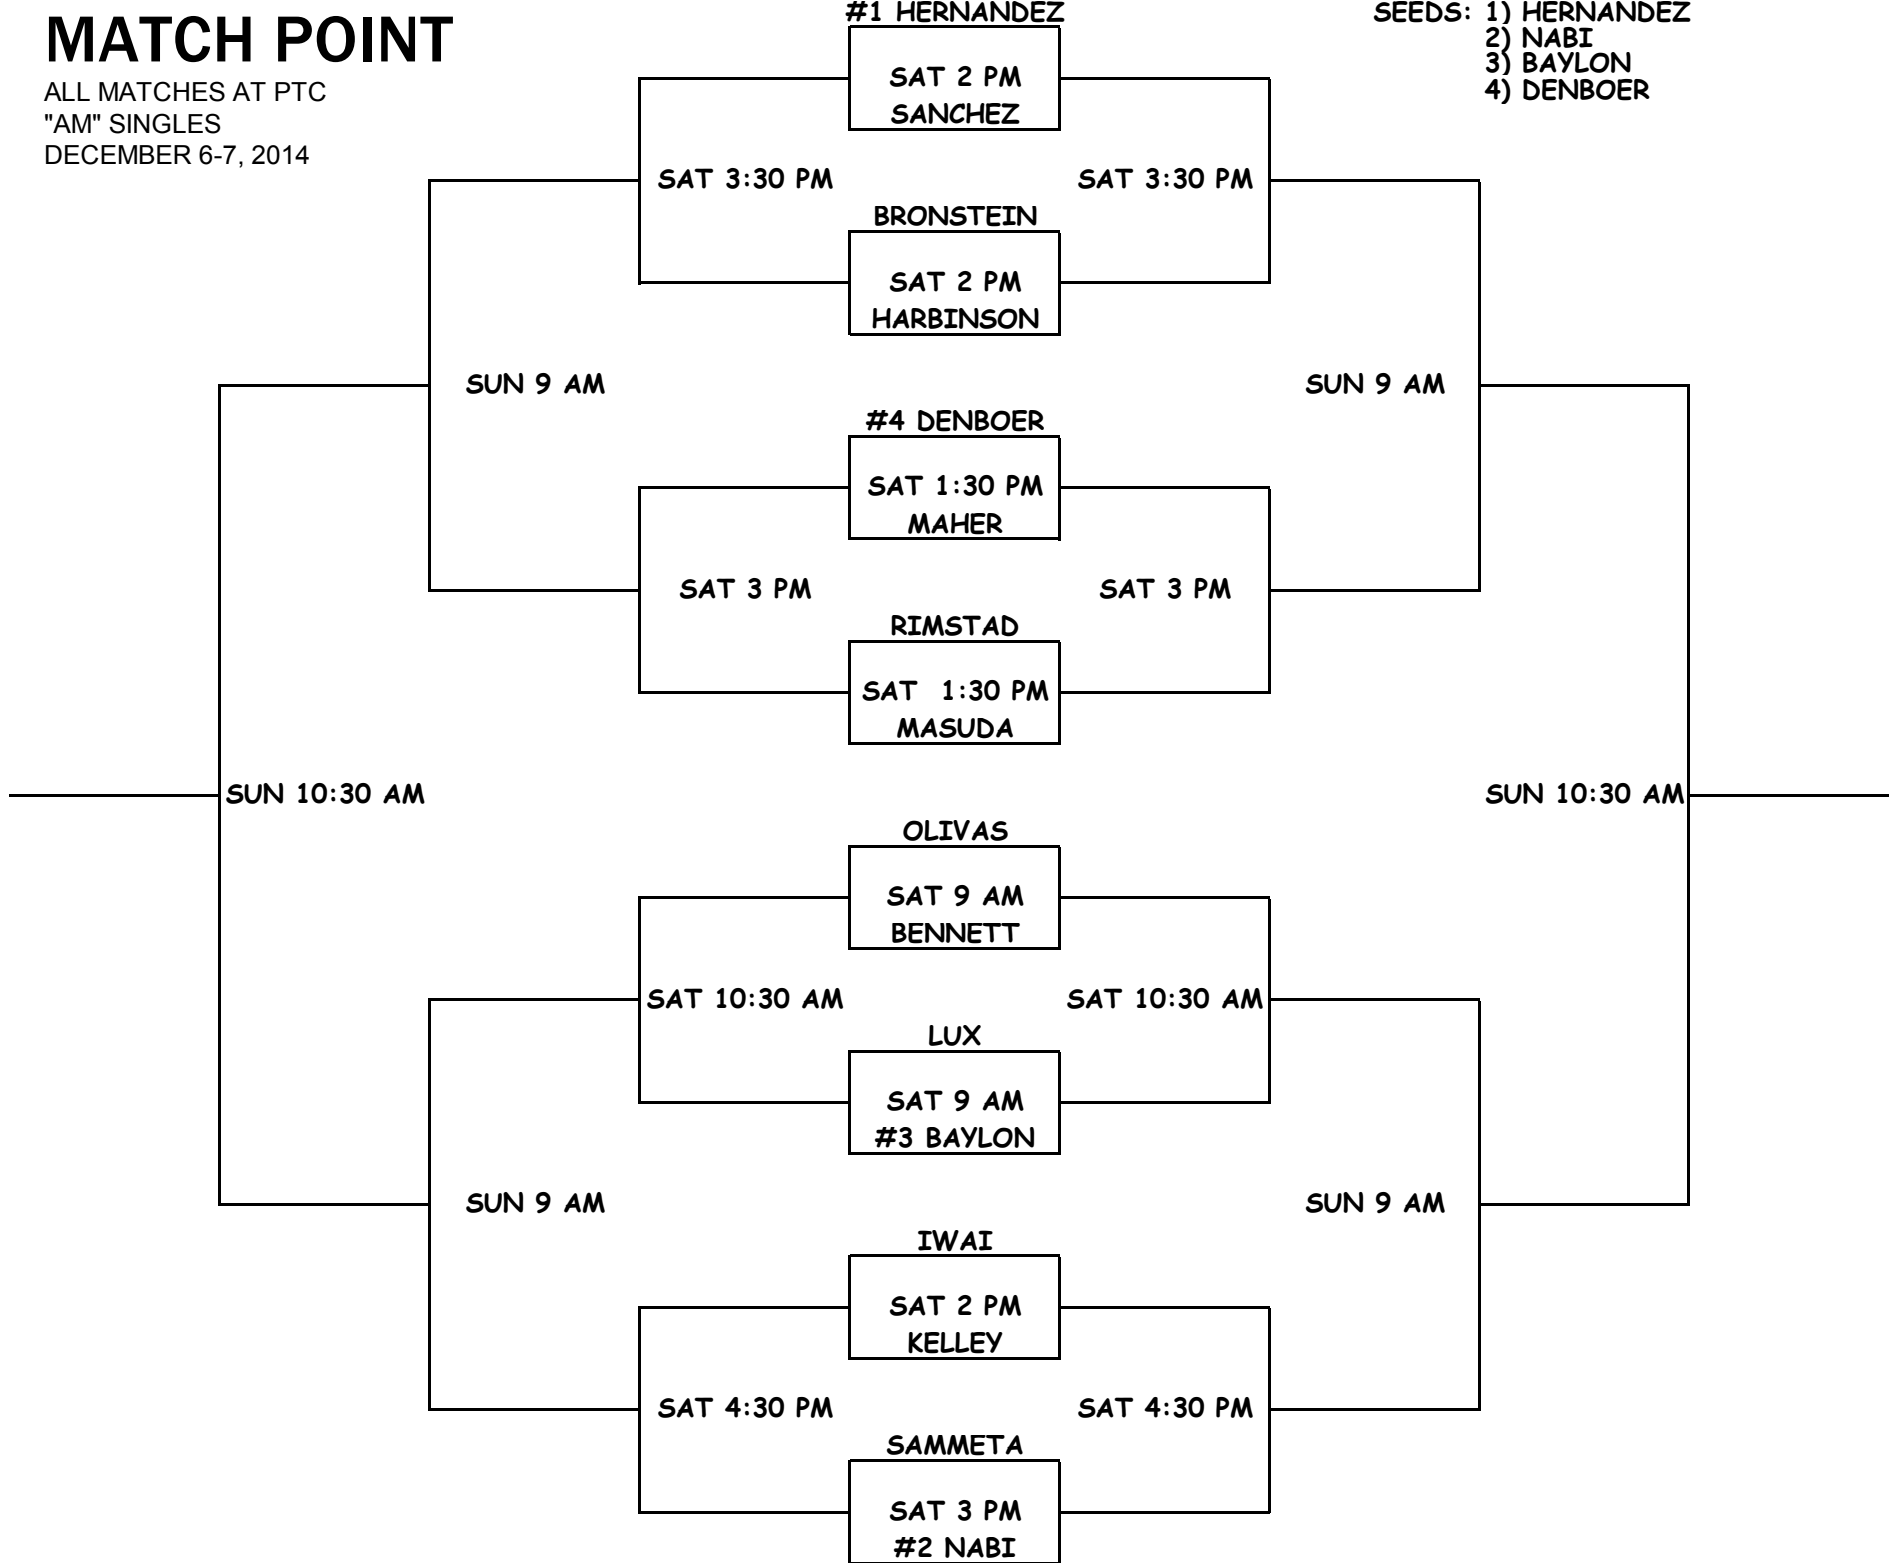 MATCH POINT
ALL MATCHES AT PTC
"AM" SINGLES
DECEMBER 6-7, 2014
SEEDS: 1) HERNANDEZ
2) NABI
3) BAYLON
4) DENBOER
#1 HERNANDEZ
SAT 2 PM
SANCHEZ
SAT 3:30 PM
SAT 3:30 PM
BRONSTEIN
SAT 2 PM
HARBINSON
SUN 9 AM
SUN 9 AM
#4 DENBOER
SAT 1:30 PM
MAHER
SAT 3 PM
SAT 3 PM
RIMSTAD
SAT 1:30 PM
MASUDA
SUN 10:30 AM
SUN 10:30 AM
OLIVAS
SAT 9 AM
BENNETT
SAT 10:30 AM
SAT 10:30 AM
LUX
SAT 9 AM
#3 BAYLON
SUN 9 AM
SUN 9 AM
IWAI
SAT 2 PM
KELLEY
SAT 4:30 PM
SAT 4:30 PM
SAMMETA
SAT 3 PM
#2 NABI